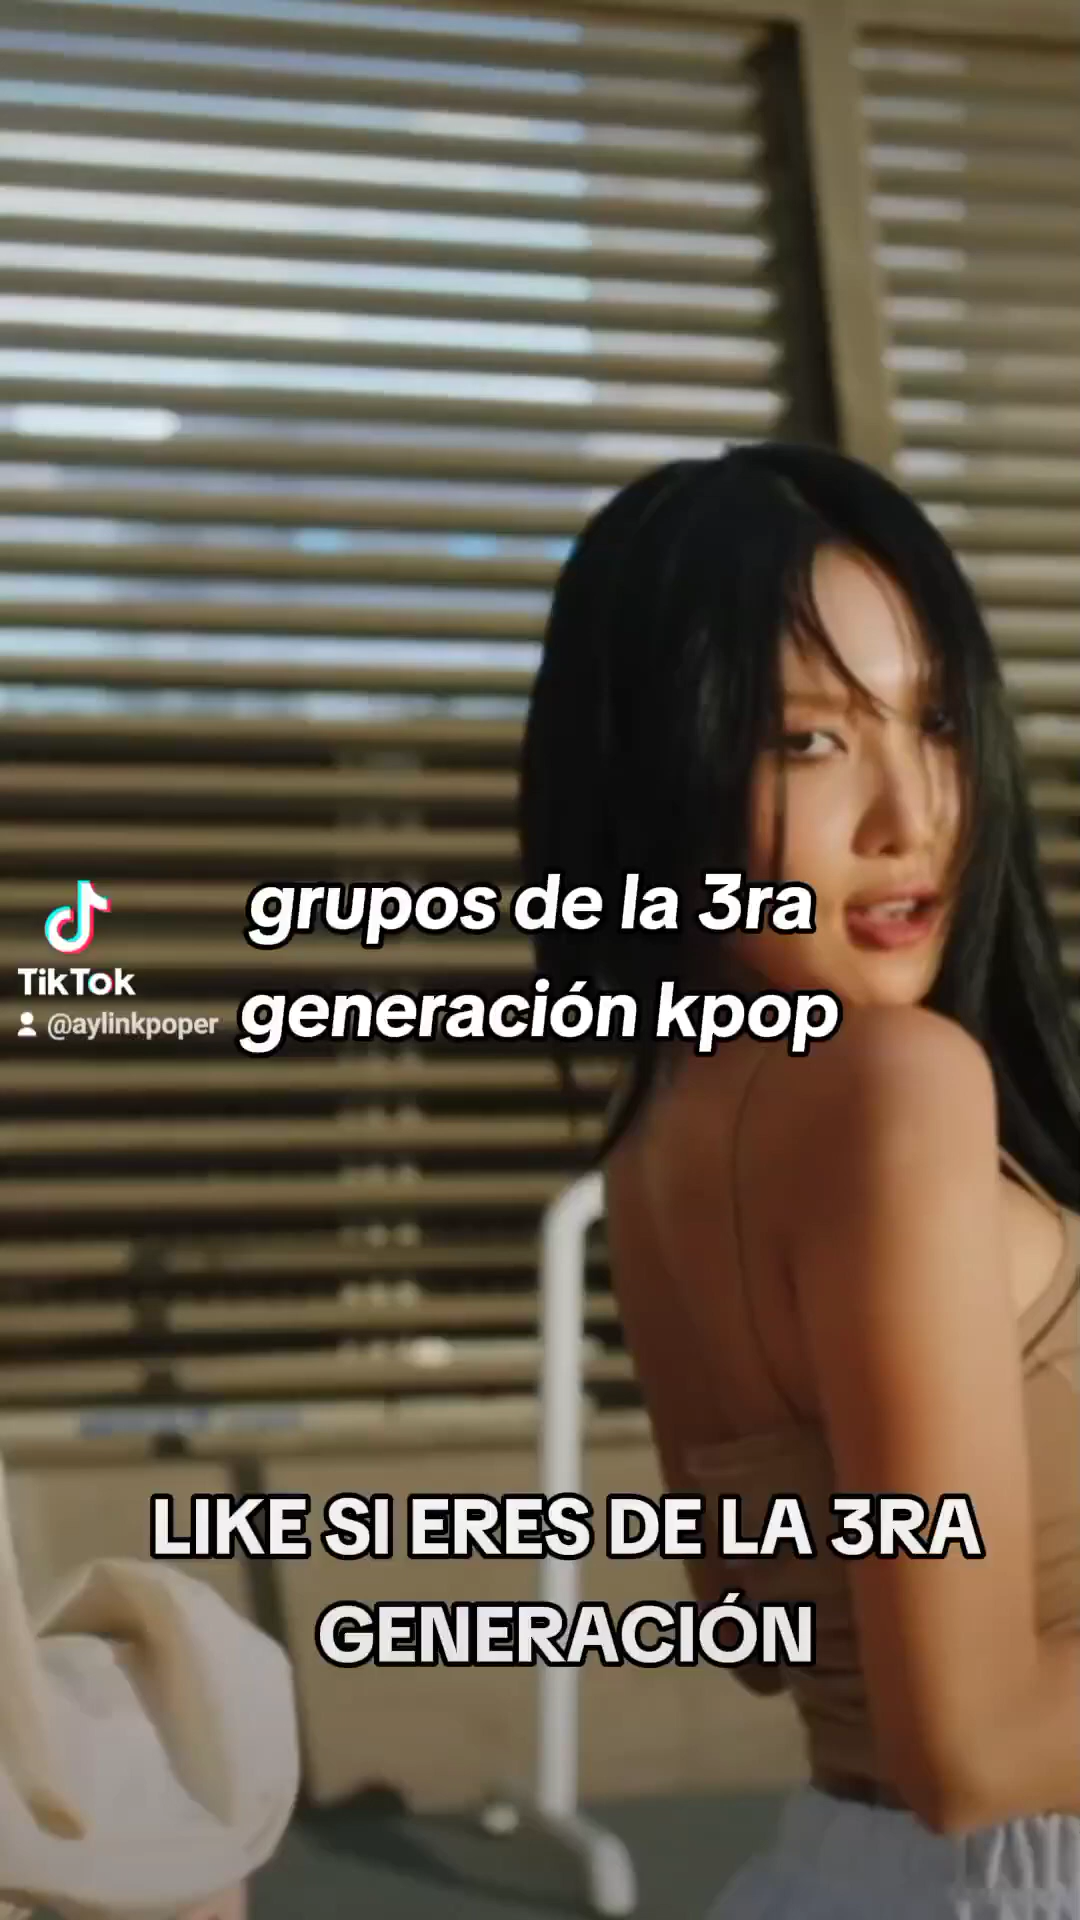 grupos de la 3ra
generación kpop
TikTok
@aylinkpoper
LIKE SI ERES DE LA 3RA
GENERACIÓN